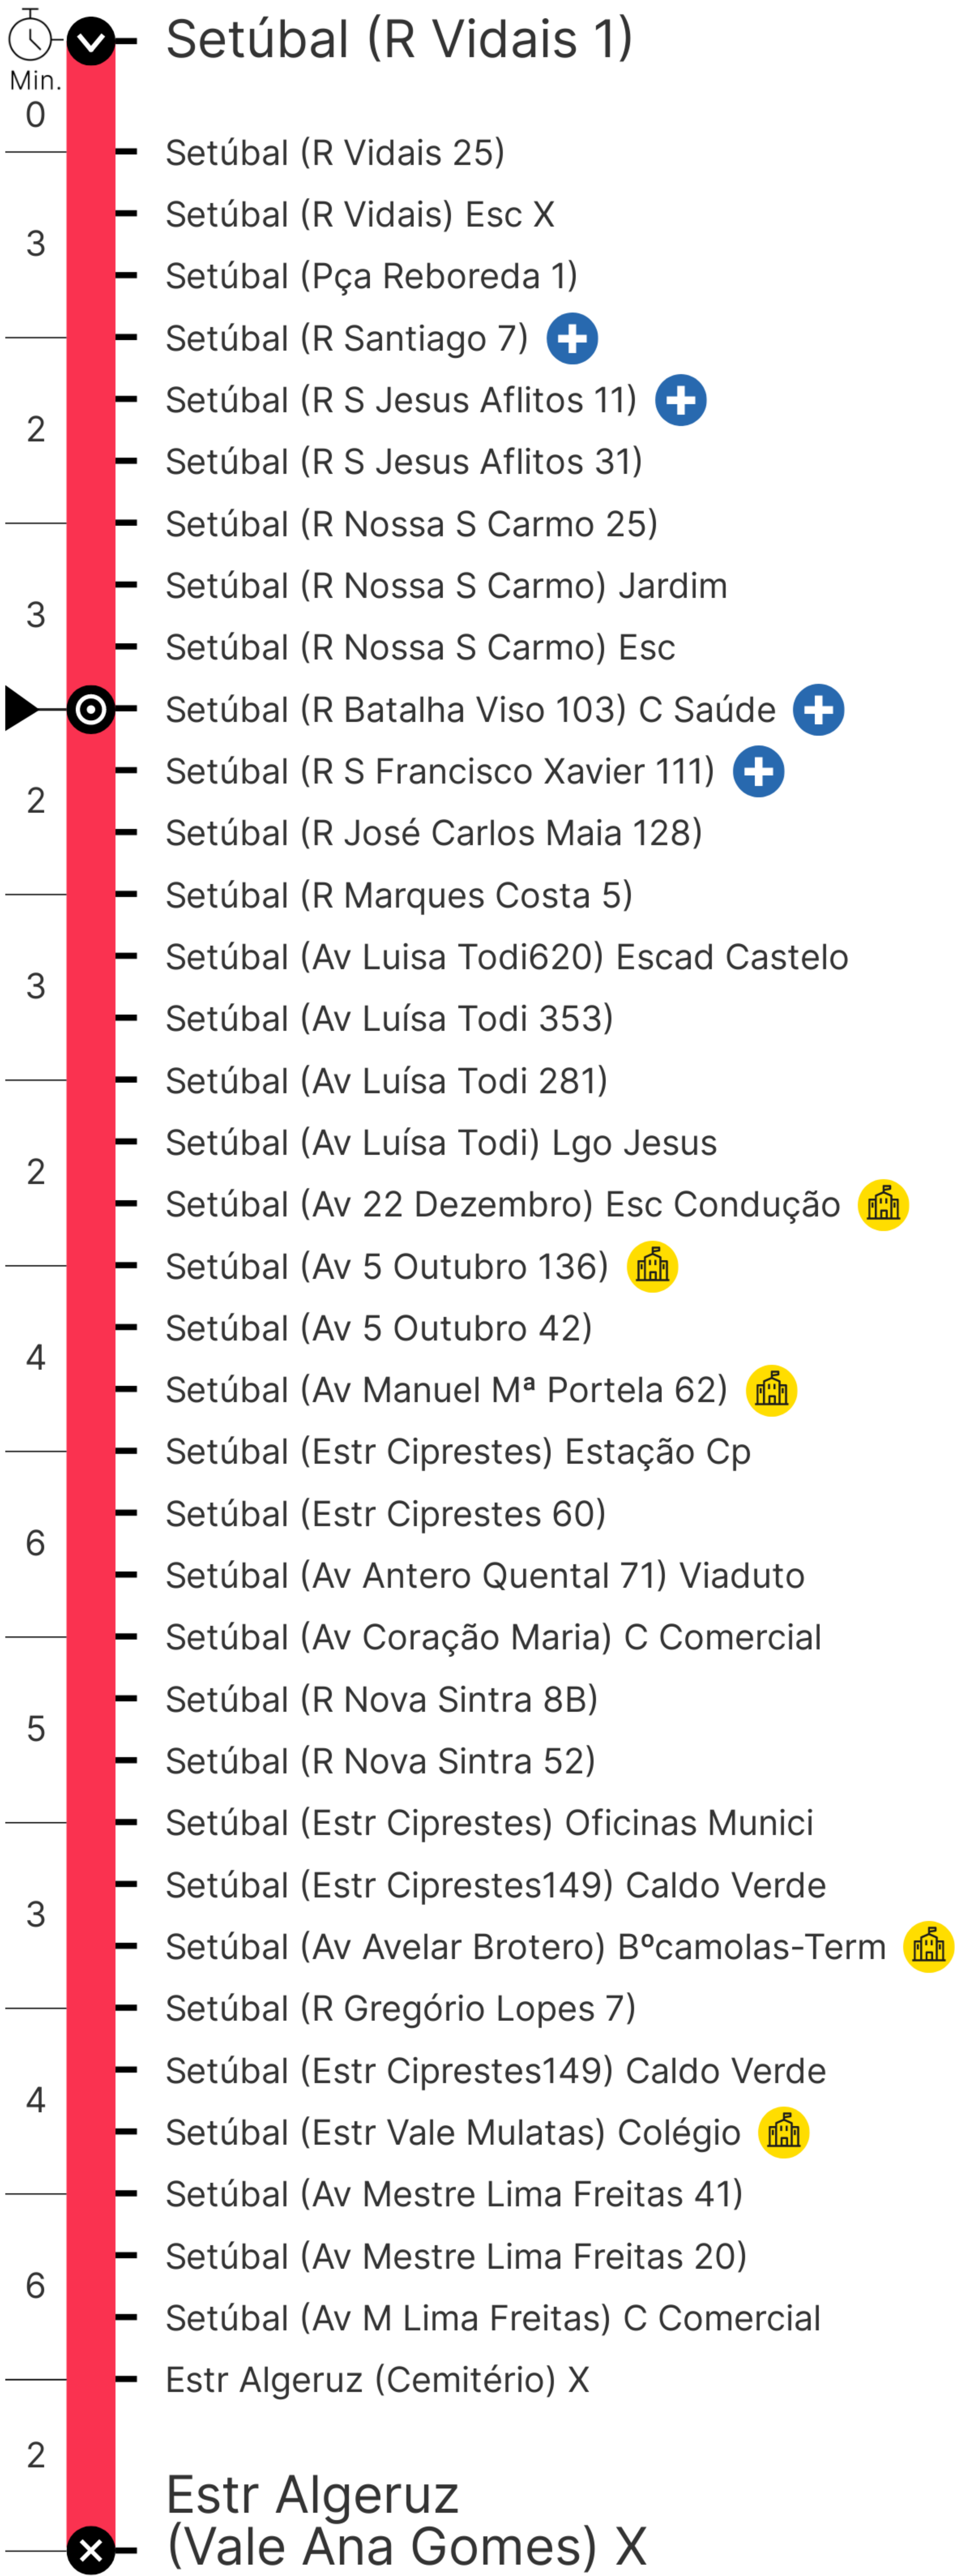 Setúbal (R Vidais 1)
Min.
0
Setúbal (R Vidais 25)
Setúbal (R Vidais) Esc X
3
Setúbal (Pça Reboreda 1)
Setúbal (R Santiago 7)
Setúbal (R S Jesus Aflitos 11)
2
Setúbal (R S Jesus Aflitos 31)
Setúbal (R Nossa S Carmo 25)
Setúbal (R Nossa S Carmo) Jardim
3
Setúbal (R Nossa S Carmo) Esc
Setúbal (R Batalha Viso 103) C Saúde
Setúbal (R S Francisco Xavier 111)
2
Setúbal (R José Carlos Maia 128)
Setúbal (R Marques Costa 5)
Setúbal (Av Luisa Todi620) Escad Castelo
3
Setúbal (Av Luísa Todi 353)
Setúbal (Av Luísa Todi 281)
Setúbal (Av Luísa Todi) Lgo Jesus
2
Setúbal (Av 22 Dezembro) Esc Condução
Setúbal (Av 5 Outubro 136)
Setúbal (Av 5 Outubro 42)
4
Setúbal (Av Manuel Mª Portela 62)
Setúbal (Estr Ciprestes) Estação Cp
Setúbal (Estr Ciprestes 60)
6
Setúbal (Av Antero Quental 71) Viaduto
Setúbal (Av Coração Maria) C Comercial
Setúbal (R Nova Sintra 8B)
5
Setúbal (R Nova Sintra 52)
Setúbal (Estr Ciprestes) Oficinas Munici
Setúbal (Estr Ciprestes149) Caldo Verde
3
Setúbal (Av Avelar Brotero) Bºcamolas-Term
Setúbal (R Gregório Lopes 7)
Setúbal (Estr Ciprestes149) Caldo Verde
4
Setúbal (Estr Vale Mulatas) Colégio
Setúbal (Av Mestre Lima Freitas 41)
Setúbal (Av Mestre Lima Freitas 20)
6
Setúbal (Av M Lima Freitas) C Comercial
Estr Algeruz (Cemitério) X
2
Estr Algeruz
(Vale Ana Gomes) X